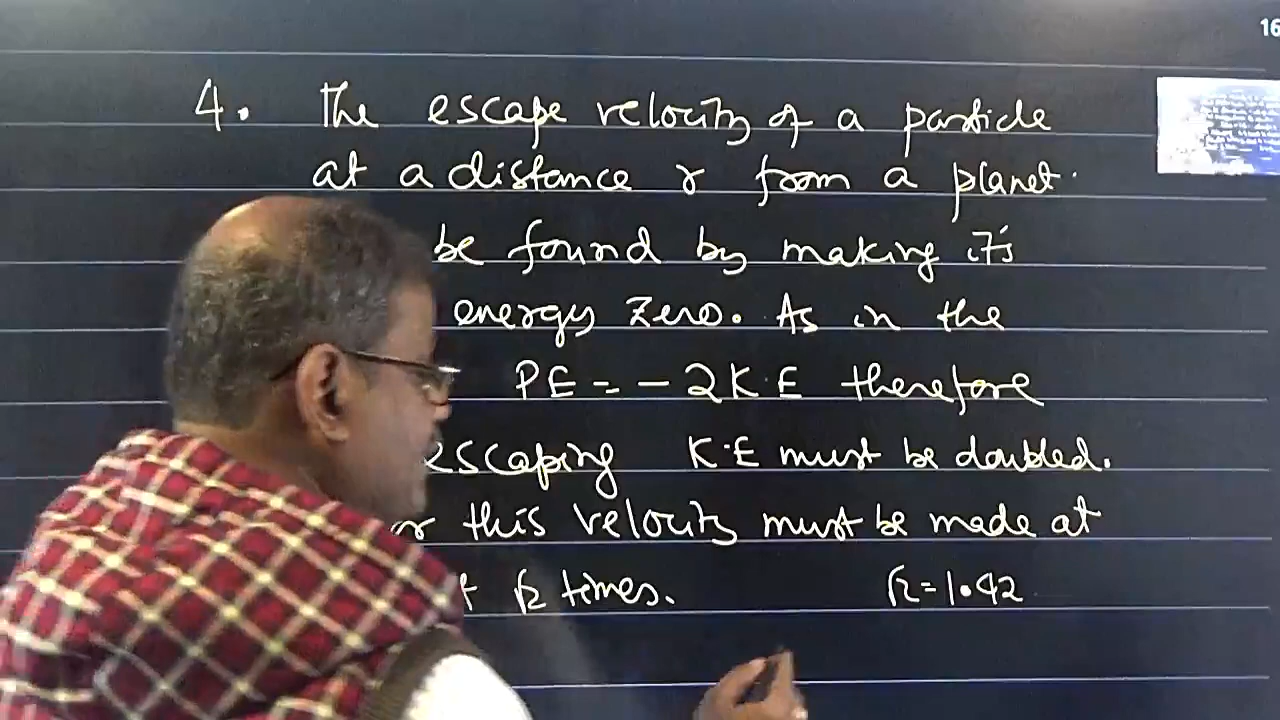 16
4. The escape velocity of a particle
at a distance r from a planet.
be found by making it's
energy zero. As in the
PE = - 2K.E therefore
escaping K.E must be doubled.
this velocity must be made at
√2 times. √2 = 1.42